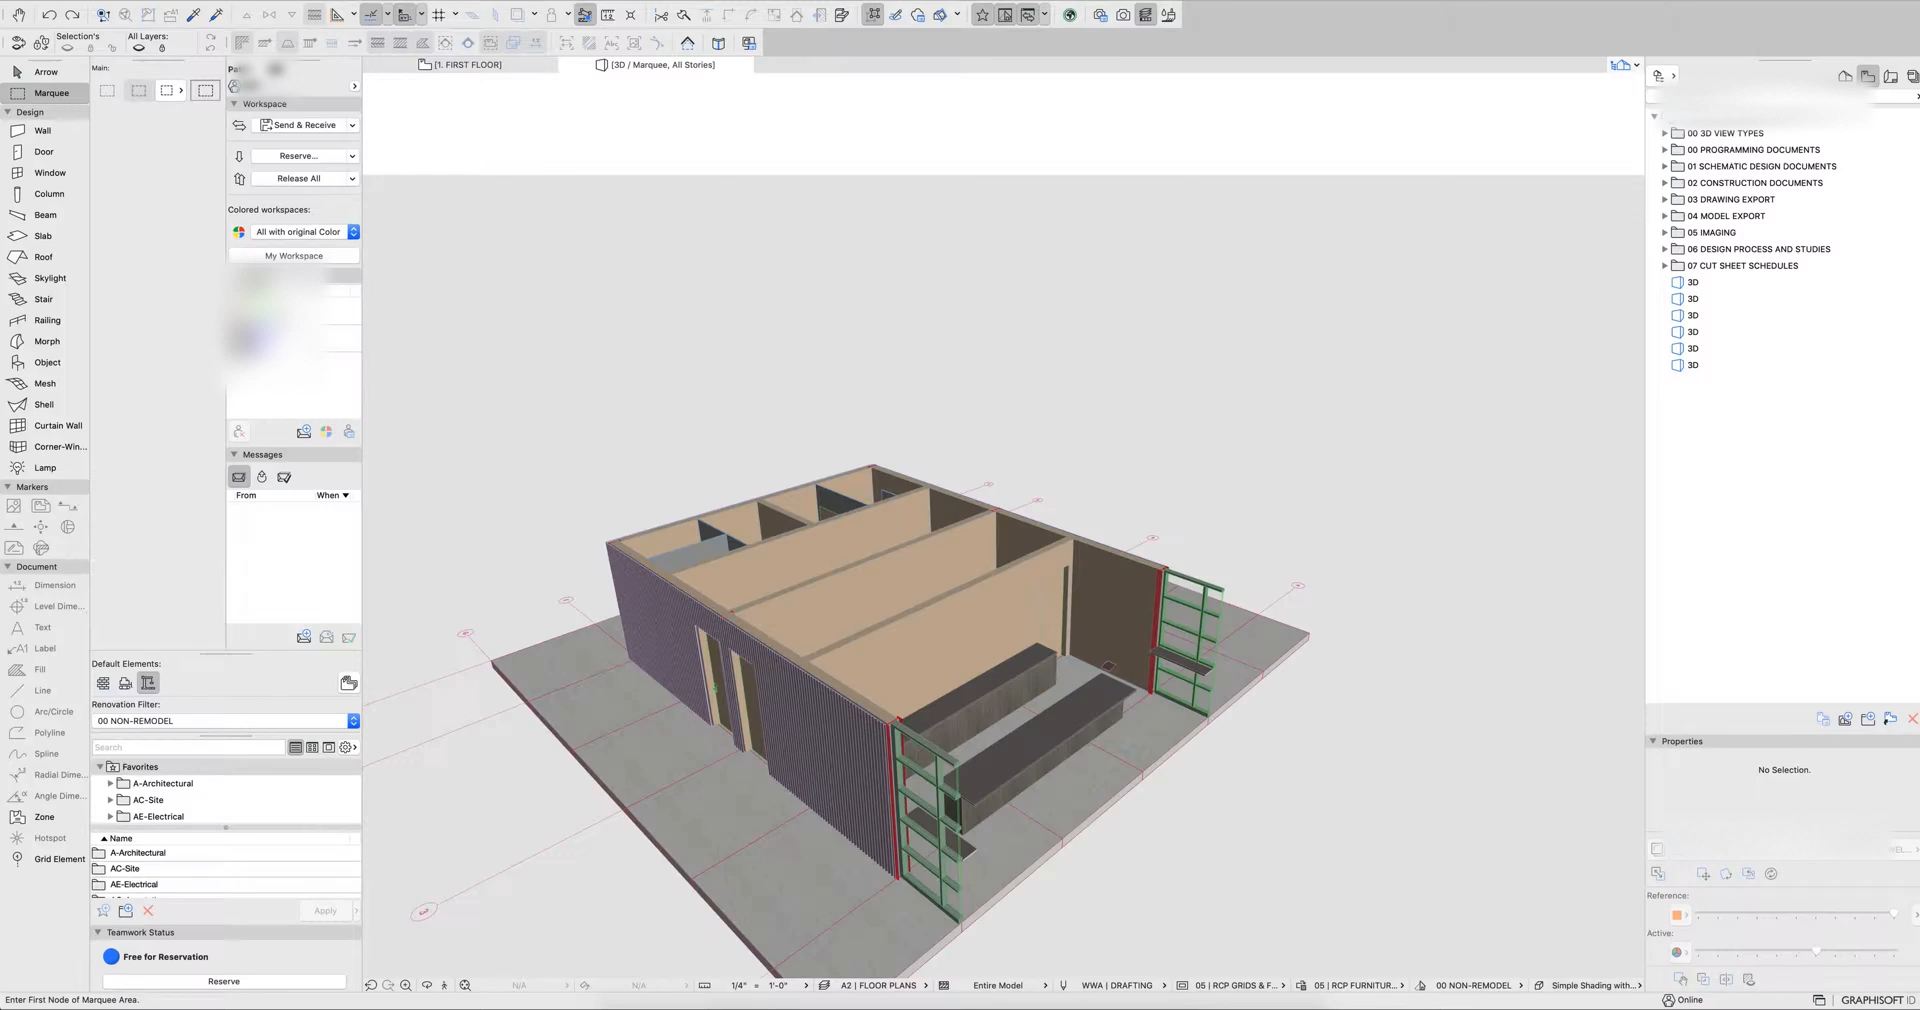 Selection's
All Layers:
[1. FIRST FLOOR]
[3D / Marquee, All Stories]
Arrow
Marquee
Design
Wall
Door
Window
Column
Beam
Slab
Roof
Skylight
Stair
Railing
Morph
Object
Mesh
Shell
Curtain Wall
Corner-Win...
Lamp
Markers
Document
Dimension
Level Dime...
Text
Label
Fill
Line
Arc/Circle
Polyline
Spline
Radial Dime...
Angle Dime...
Zone
Hotspot
Grid Element
Main:
Workspace
Send & Receive
Reserve...
Release All
Colored workspaces:
All with original Color
My Workspace
Messages
From When
Default Elements:
Renovation Filter:
00 NON-REMODEL
Search
Favorites
A-Architectural
AC-Site
AE-Electrical
Name
A-Architectural
AC-Site
AE-Electrical
Apply
Teamwork Status
Free for Reservation
Reserve
00 3D VIEW TYPES
00 PROGRAMMING DOCUMENTS
01 SCHEMATIC DESIGN DOCUMENTS
02 CONSTRUCTION DOCUMENTS
03 DRAWING EXPORT
04 MODEL EXPORT
05 IMAGING
06 DESIGN PROCESS AND STUDIES
07 CUT SHEET SCHEDULES
3D
3D
3D
3D
3D
3D
Properties
No Selection.
WEL...
Reference:
Active:
N/A N/A 1/4" = 1'-0" A2 | FLOOR PLANS Entire Model WWA | DRAFTING 05 | RCP GRIDS & F... 05 | RCP FURNITUR... 00 NON-REMODEL Simple Shading with...
Enter First Node of Marquee Area.
Online
GRAPHISOFT ID